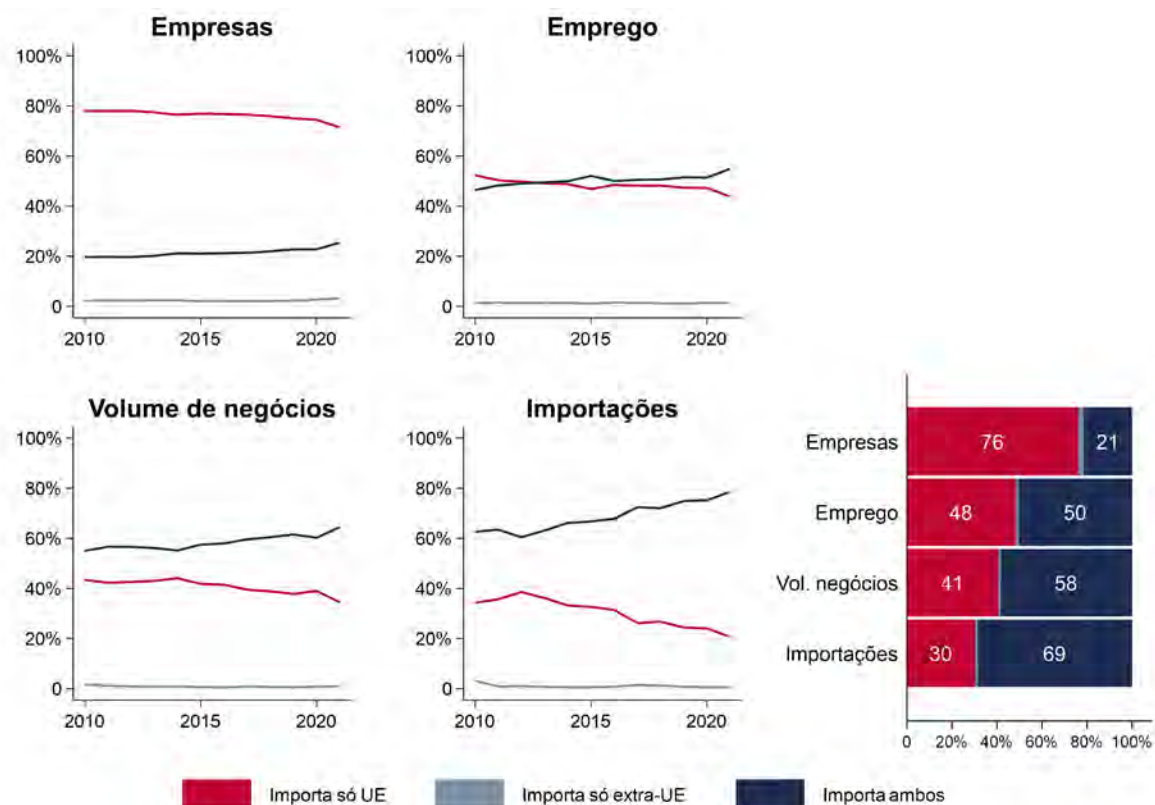 Empresas
100%
80%
60%
40%
20%
0
2010 2015 2020
Emprego
100%
80%
60%
40%
20%
0
2010 2015 2020
Volume de negócios
100%
80%
60%
40%
20%
0
2010 2015 2020
Importações
100%
80%
60%
40%
20%
0
2010 2015 2020
Empresas 76 21
Emprego 48 50
Vol. negócios 41 58
Importações 30 69
0 20% 40% 60% 80% 100%
Importa só UE Importa só extra-UE Importa ambos